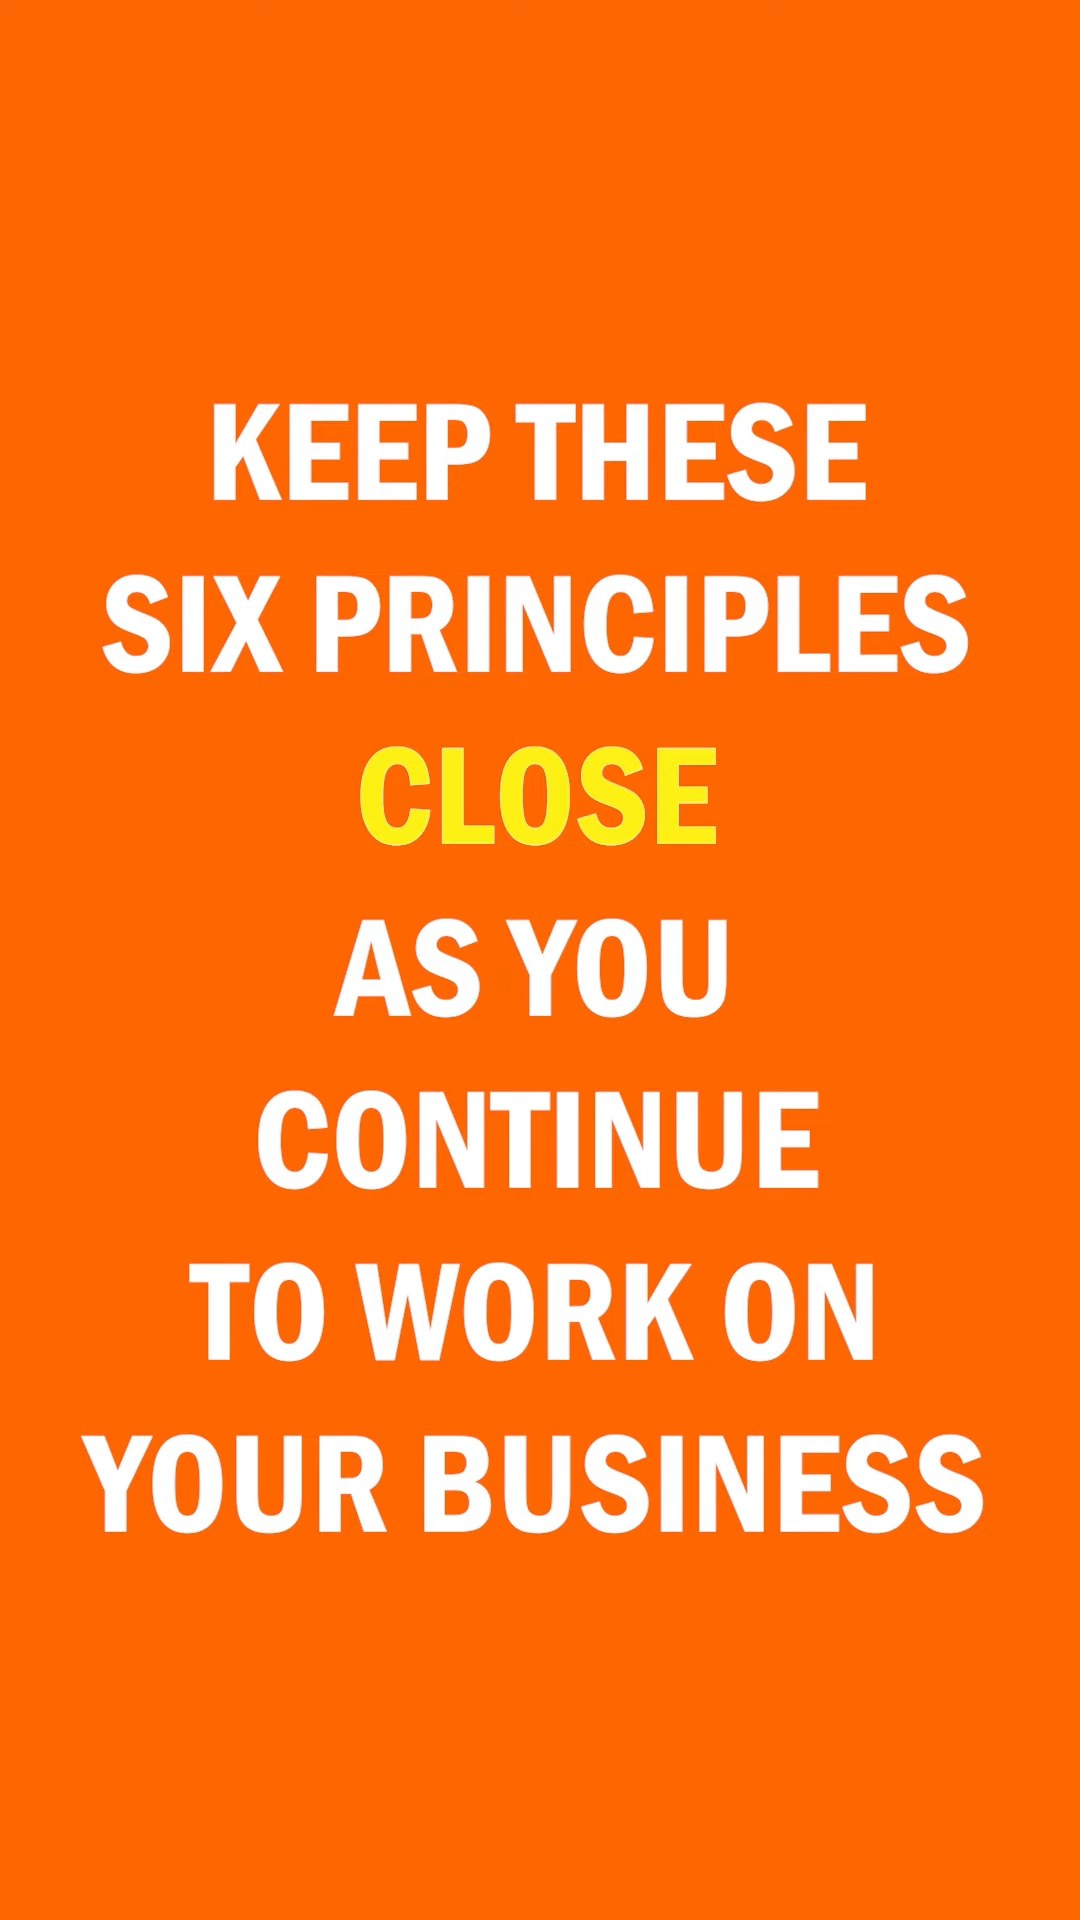 KEEP THESE
SIX PRINCIPLES
CLOSE
AS YOU
CONTINUE
TO WORK ON
YOUR BUSINESS